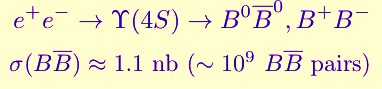 e⁺e⁻ → ϒ(4S) → B⁰B̅⁰, B⁺B⁻
σ(BB̅) ≈ 1.1 nb (∼ 10⁹ BB̅ pairs)